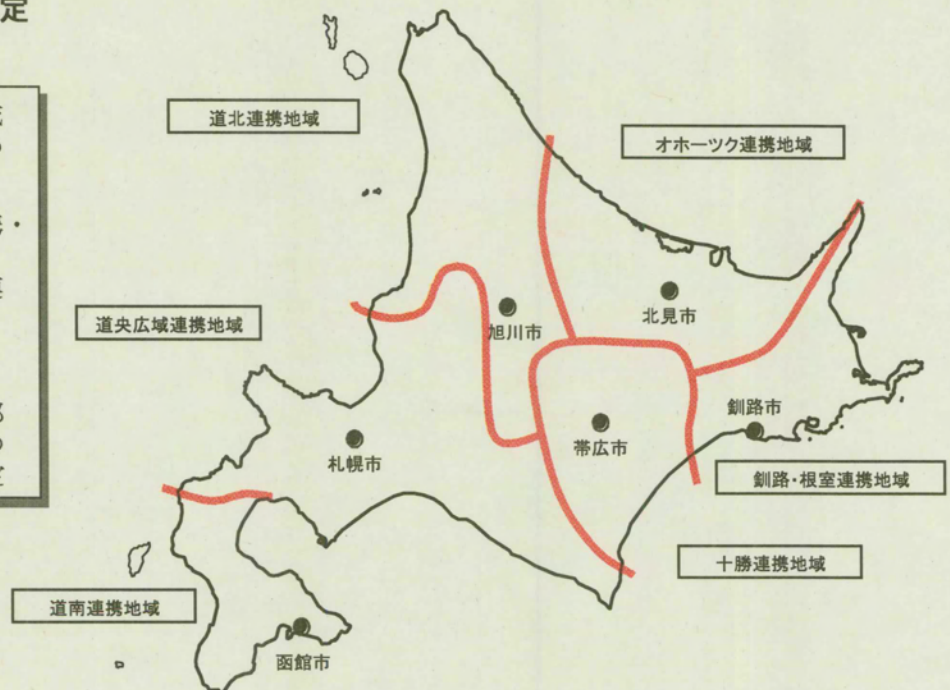 定
道北連携地域
オホーツク連携地域
道央広域連携地域
旭川市
北見市
札幌市
帯広市
釧路市
釧路・根室連携地域
十勝連携地域
道南連携地域
函館市